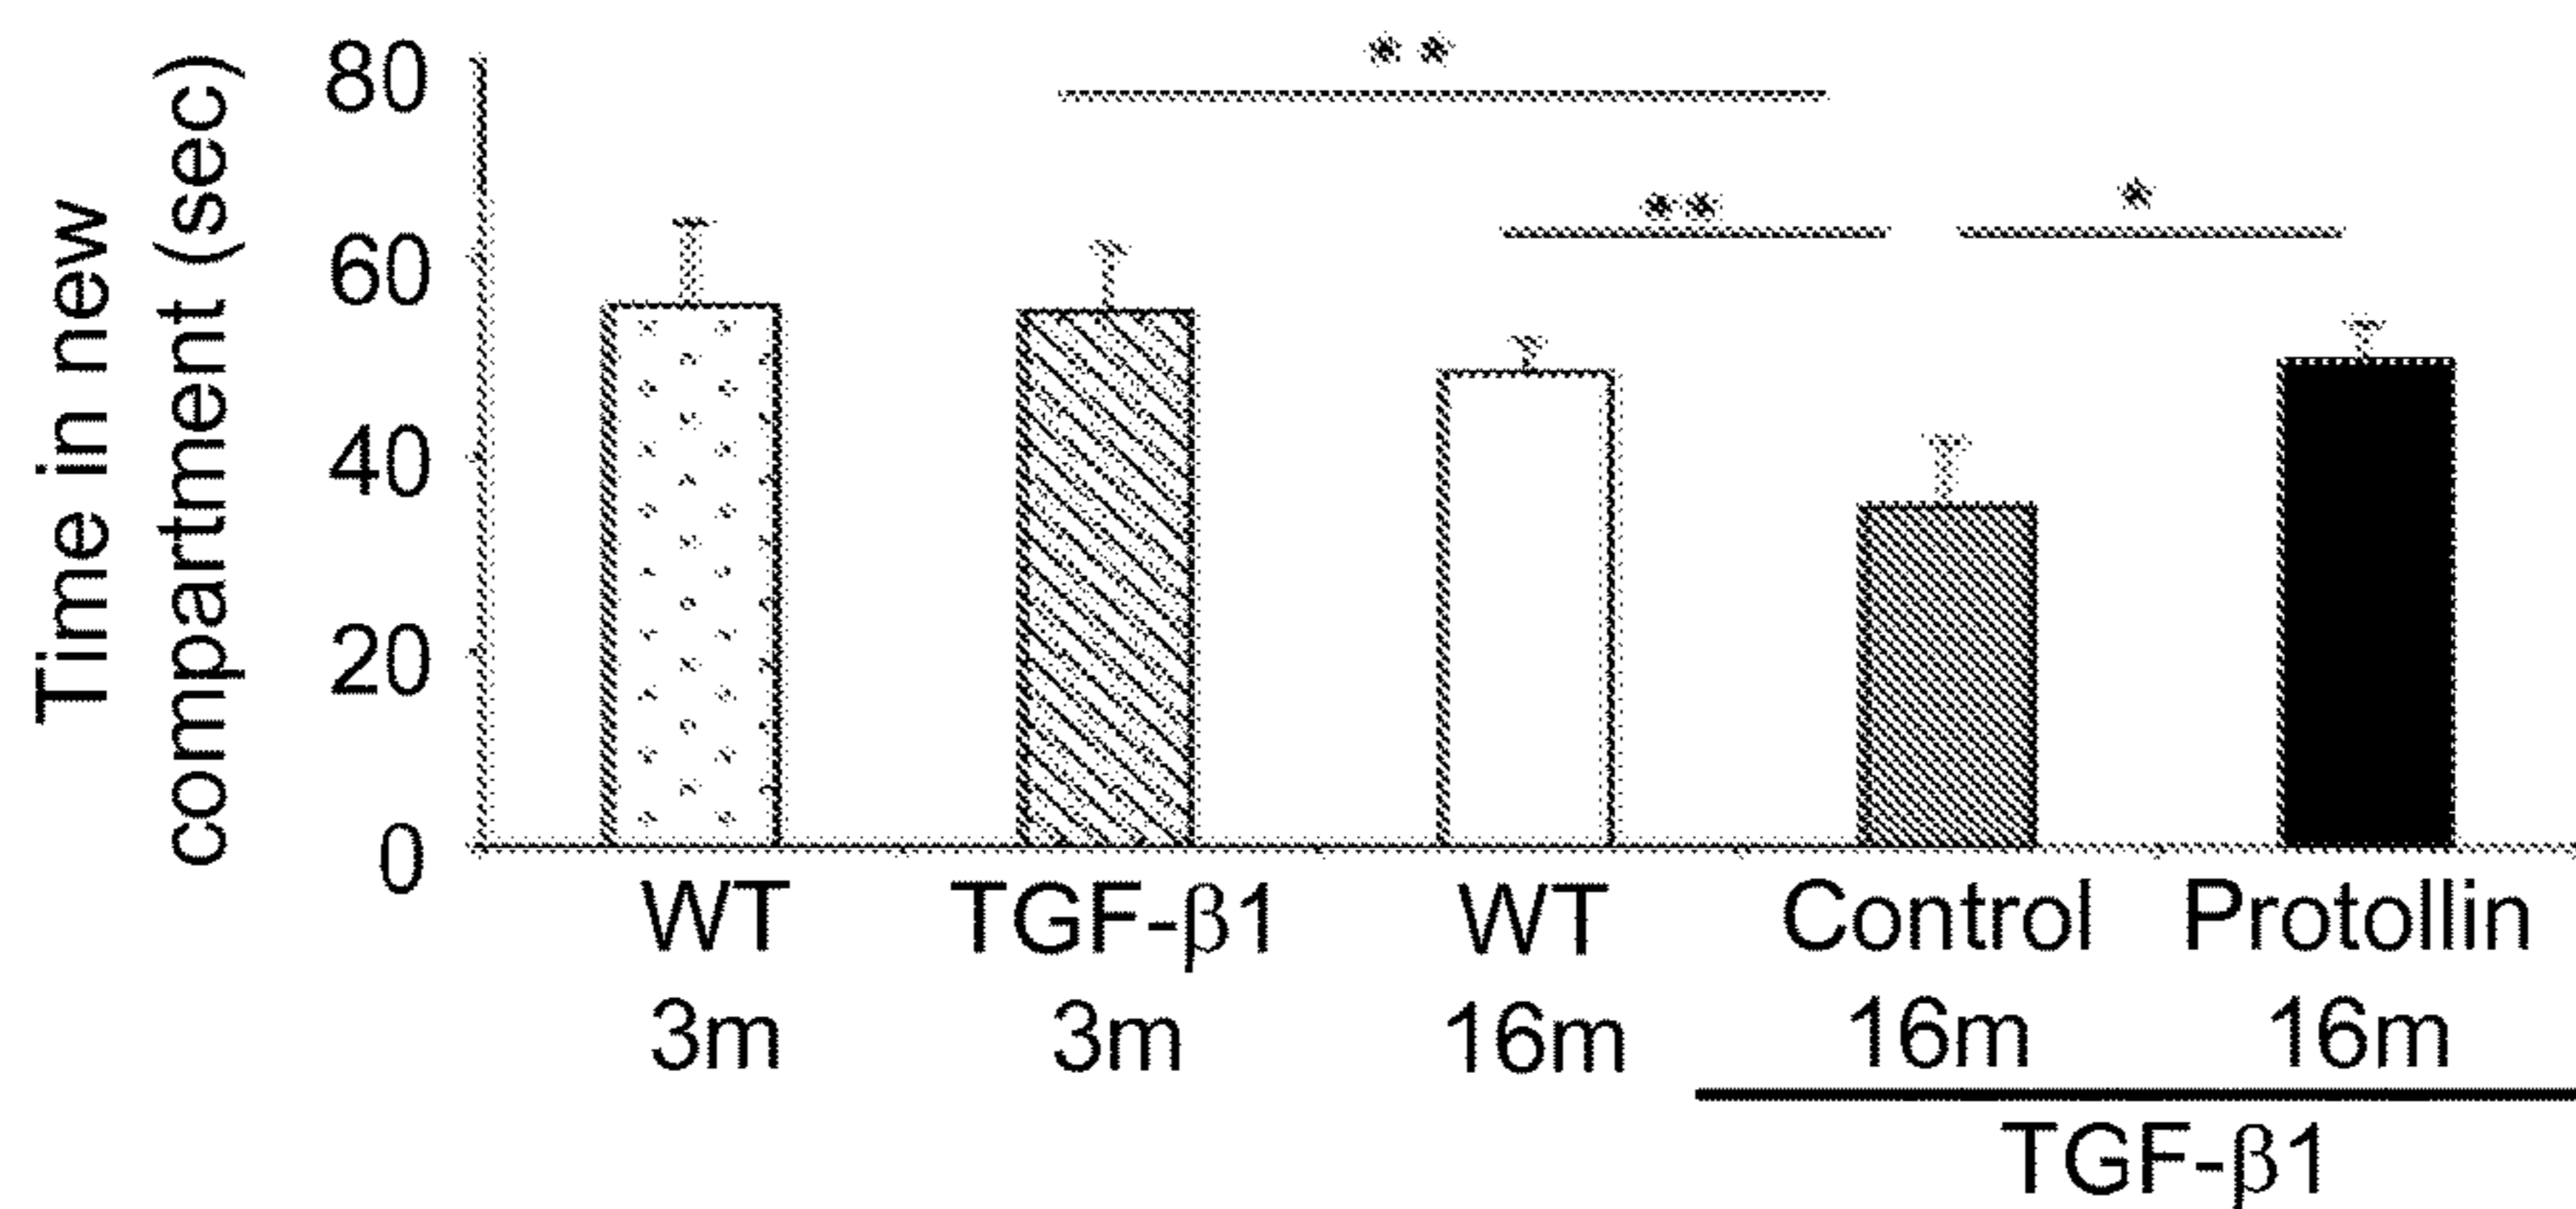 Time in new
compartment (sec)
80
60
40
20
0
**
**
*
WT TGF-β1 WT Control Protollin
3m 3m 16m 16m 16m
TGF-β1